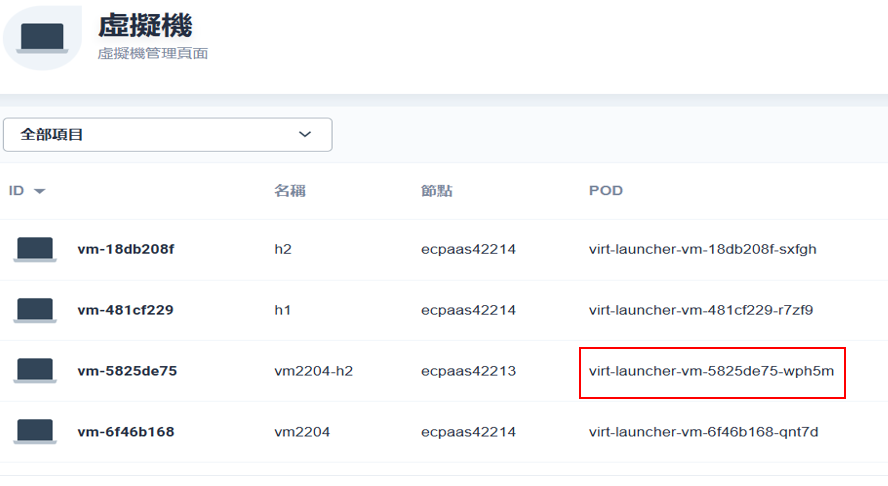 虛擬機
虛擬機管理頁面
全部項目
ID 名稱 節點 POD
vm-18db208f h2 ecpaas42214 virt-launcher-vm-18db208f-sxfgh
vm-481cf229 h1 ecpaas42214 virt-launcher-vm-481cf229-r7zf9
vm-5825de75 vm2204-h2 ecpaas42213 virt-launcher-vm-5825de75-wph5m
vm-6f46b168 vm2204 ecpaas42214 virt-launcher-vm-6f46b168-qnt7d